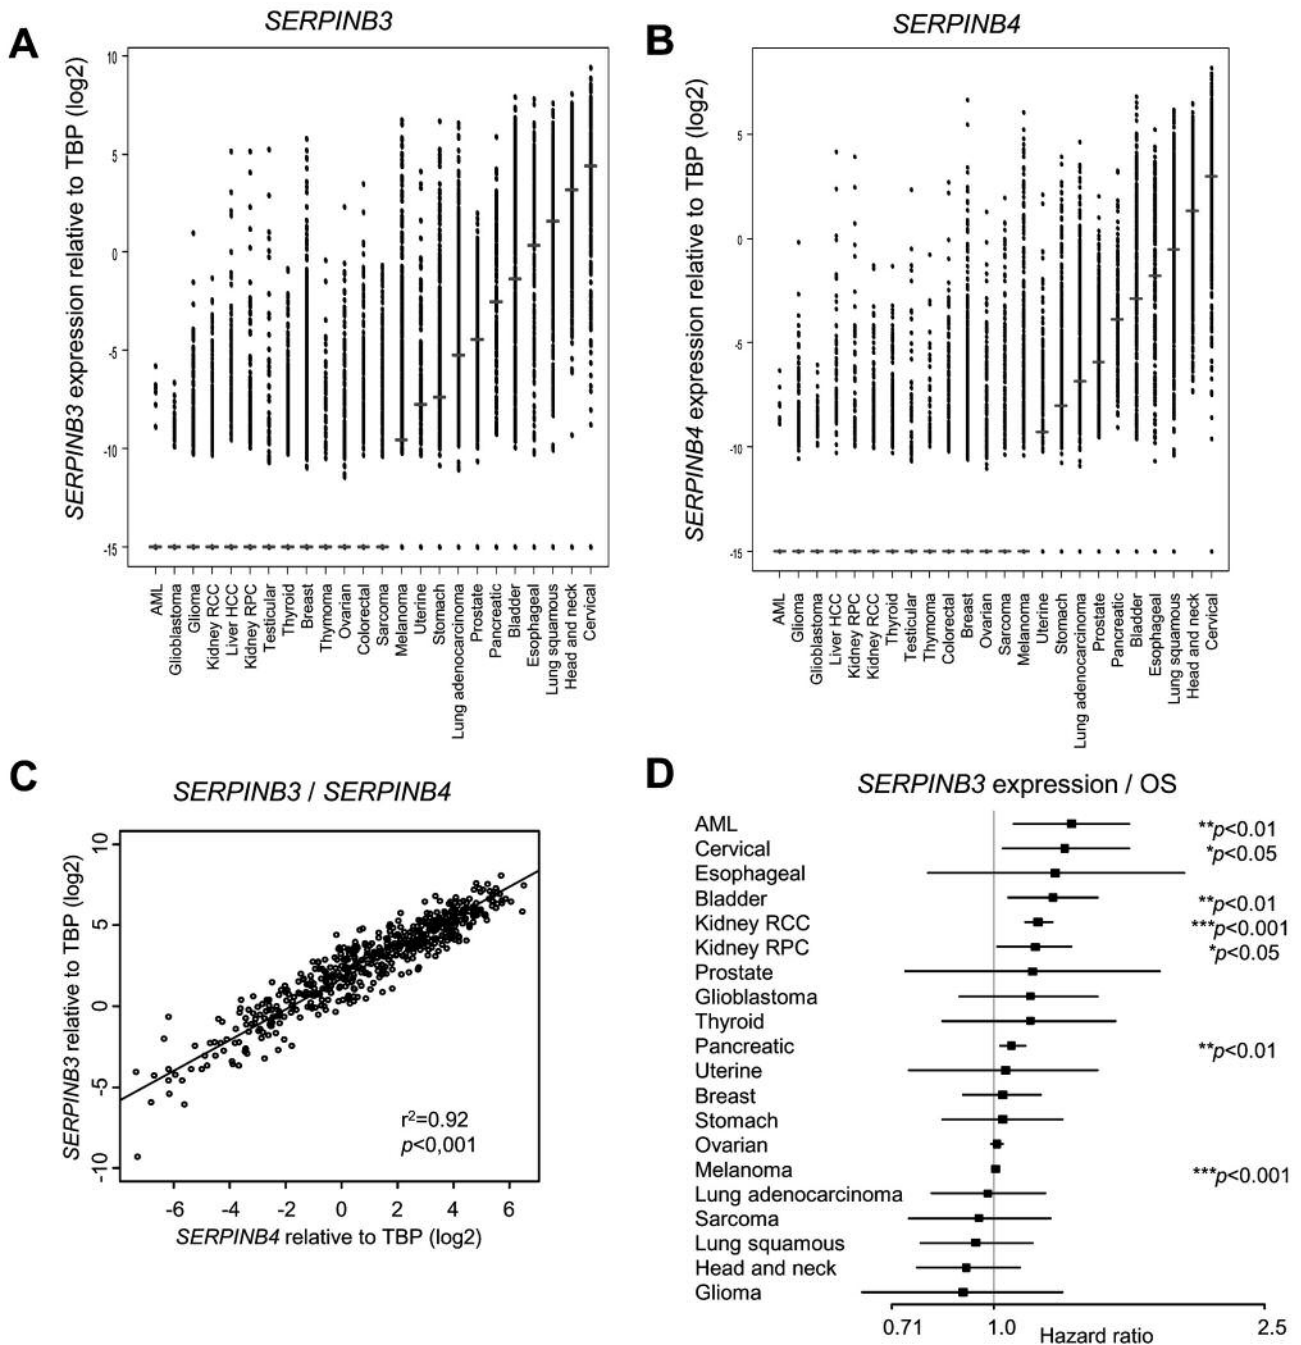 A
SERPINB3
SERPINB3 expression relative to TBP (log2)
10
5
0
-5
-10
-15
AML
Glioblastoma
Glioma
Kidney RCC
Liver HCC
Kidney RPC
Testicular
Thyroid
Breast
Thymoma
Ovarian
Colorectal
Sarcoma
Melanoma
Uterine
Stomach
Lung adenocarcinoma
Prostate
Pancreatic
Bladder
Esophageal
Lung squamous
Head and neck
Cervical
B
SERPINB4
SERPINB4 expression relative to TBP (log2)
5
0
-5
-10
-15
AML
Glioma
Glioblastoma
Liver HCC
Kidney RPC
Kidney RCC
Thyroid
Testicular
Thymoma
Colorectal
Breast
Ovarian
Sarcoma
Melanoma
Uterine
Stomach
Lung adenocarcinoma
Prostate
Pancreatic
Bladder
Esophageal
Lung squamous
Head and neck
Cervical
C
SERPINB3 / SERPINB4
SERPINB3 relative to TBP (log2)
10
5
0
-5
-10
r²=0.92
p<0,001
-6 -4 -2 0 2 4 6
SERPINB4 relative to TBP (log2)
D
SERPINB3 expression / OS
AML **p<0.01
Cervical *p<0.05
Esophageal
Bladder **p<0.01
Kidney RCC ***p<0.001
Kidney RPC *p<0.05
Prostate
Glioblastoma
Thyroid
Pancreatic **p<0.01
Uterine
Breast
Stomach
Ovarian
Melanoma ***p<0.001
Lung adenocarcinoma
Sarcoma
Lung squamous
Head and neck
Glioma
0.71 1.0 2.5
Hazard ratio